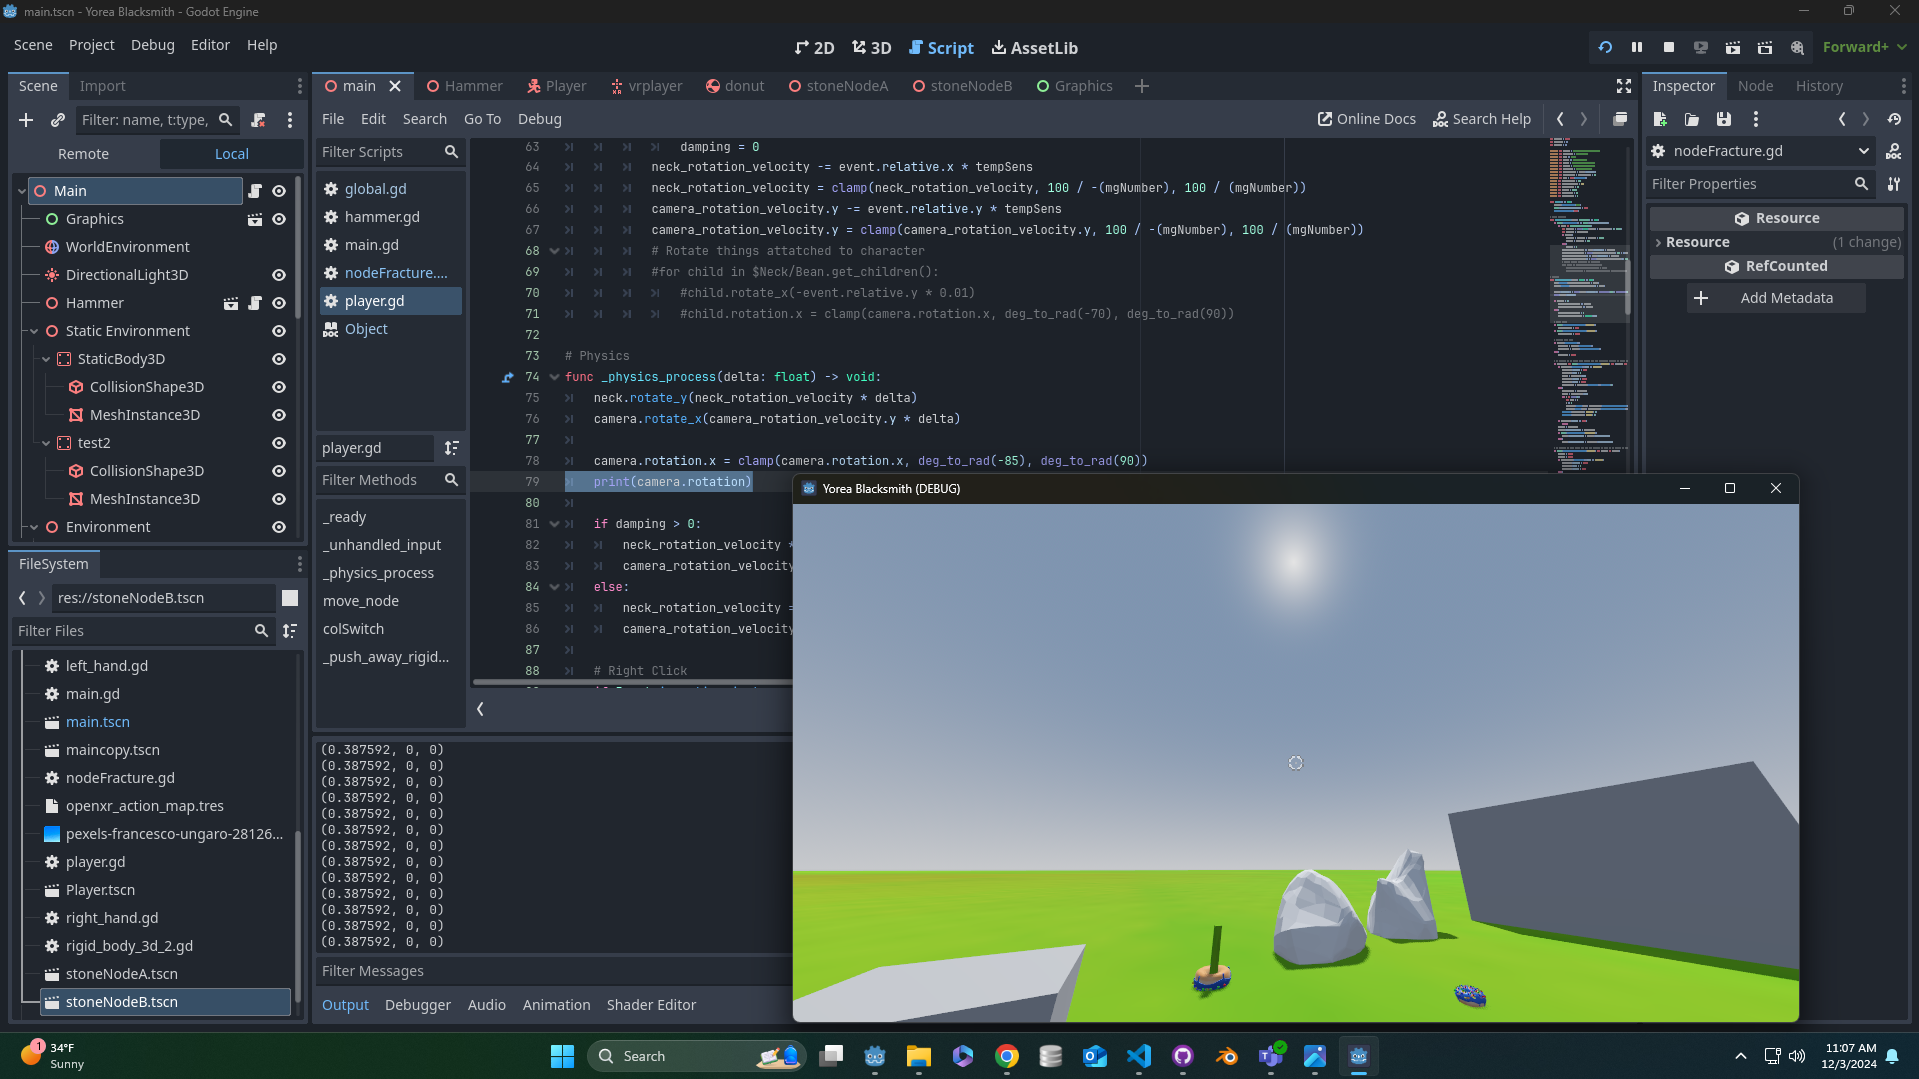 main.tscn - Yorea Blacksmith - Godot Engine
Scene Project Debug Editor Help
2D 3D Script AssetLib
Forward+
Scene Import
Filter: name, t:type,
Remote Local
Main
Graphics
WorldEnvironment
DirectionalLight3D
Hammer
Static Environment
StaticBody3D
CollisionShape3D
MeshInstance3D
test2
CollisionShape3D
MeshInstance3D
Environment
FileSystem
res://stoneNodeB.tscn
Filter Files
left_hand.gd
main.gd
main.tscn
maincopy.tscn
nodeFracture.gd
openxr_action_map.tres
pexels-francesco-ungaro-28126...
player.gd
Player.tscn
right_hand.gd
rigid_body_3d_2.gd
stoneNodeA.tscn
stoneNodeB.tscn
main Hammer Player vrplayer donut stoneNodeA stoneNodeB Graphics
File Edit Search Go To Debug
Online Docs Search Help
Filter Scripts
global.gd
hammer.gd
main.gd
nodeFracture....
player.gd
Object
player.gd
Filter Methods
_ready
_unhandled_input
_physics_process
move_node
colSwitch
_push_away_rigid...
63 damping = 0
64 neck_rotation_velocity -= event.relative.x * tempSens
65 neck_rotation_velocity = clamp(neck_rotation_velocity, 100 / -(mgNumber), 100 / (mgNumber))
66 camera_rotation_velocity.y -= event.relative.y * tempSens
67 camera_rotation_velocity.y = clamp(camera_rotation_velocity.y, 100 / -(mgNumber), 100 / (mgNumber))
68 # Rotate things attatched to character
69 #for child in $Neck/Bean.get_children():
70 #child.rotate_x(-event.relative.y * 0.01)
71 #child.rotation.x = clamp(camera.rotation.x, deg_to_rad(-70), deg_to_rad(90))
72
73 # Physics
74 func _physics_process(delta: float) -> void:
75 neck.rotate_y(neck_rotation_velocity * delta)
76 camera.rotate_x(camera_rotation_velocity.y * delta)
77
78 camera.rotation.x = clamp(camera.rotation.x, deg_to_rad(-85), deg_to_rad(90))
79 print(camera.rotation)
80
81 if damping > 0:
82 neck_rotation_velocity *
83 camera_rotation_velocity
84 else:
85 neck_rotation_velocity =
86 camera_rotation_velocity
87
88 # Right Click
(0.387592, 0, 0)
(0.387592, 0, 0)
(0.387592, 0, 0)
(0.387592, 0, 0)
(0.387592, 0, 0)
(0.387592, 0, 0)
(0.387592, 0, 0)
(0.387592, 0, 0)
(0.387592, 0, 0)
(0.387592, 0, 0)
(0.387592, 0, 0)
(0.387592, 0, 0)
(0.387592, 0, 0)
Filter Messages
Output Debugger Audio Animation Shader Editor
Yorea Blacksmith (DEBUG)
Inspector Node History
nodeFracture.gd
Filter Properties
Resource
Resource (1 change)
RefCounted
Add Metadata
1
34°F
Sunny
Search
11:07 AM
12/3/2024